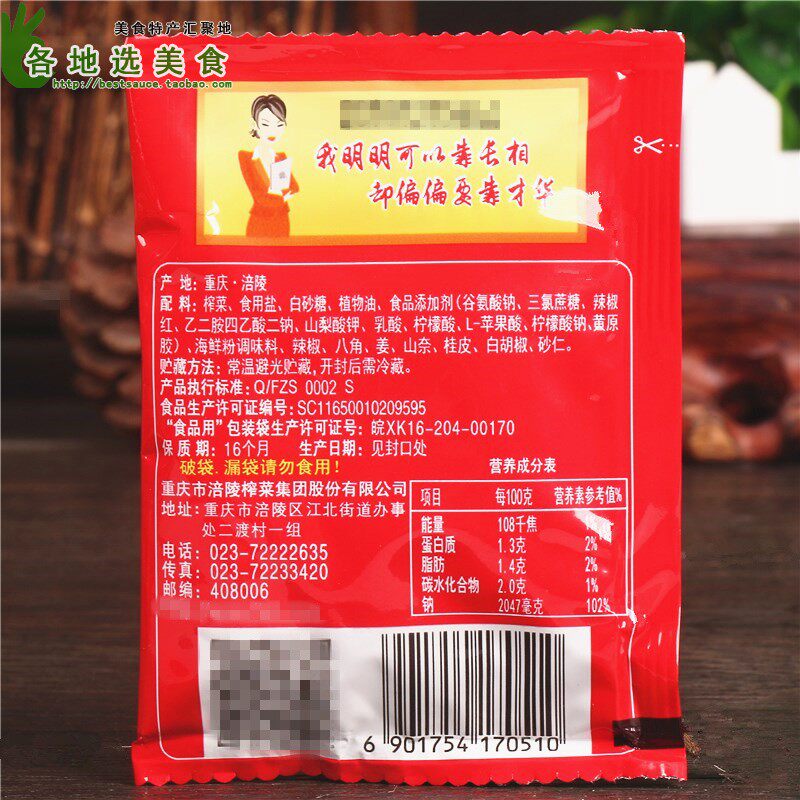 美食特产汇聚地
各地选美食
http://bestsauce.taobao.com
我明明可以靠长相
却偏偏要靠才华
产 地: 重庆·涪陵
配 料: 榨菜、食用盐、白砂糖、植物油、食品添加剂(谷氨酸钠、三氯蔗糖、辣椒
红、乙二胺四乙酸二钠、山梨酸钾、乳酸、柠檬酸、L-苹果酸、柠檬酸钠、黄原
胶)、海鲜粉调味料、辣椒、八角、姜、山奈、桂皮、白胡椒、砂仁。
贮藏方法: 常温避光贮藏,开封后需冷藏。
产品执行标准: Q/FZS 0002 S
食品生产许可证编号: SC11650010209595
“食品用”包装袋生产许可证号: 皖XK16-204-00170
保 质 期: 16个月 生产日期: 见封口处
破袋.漏袋请勿食用!
重庆市涪陵榨菜集团股份有限公司
地址: 重庆市涪陵区江北街道办事
处二渡村一组
电话: 023-72222635
传真: 023-72233420
邮编: 408006
营养成分表
项目 每100克 营养素参考值%
能量 108千焦
蛋白质 1.3克 2%
脂肪 1.4克 2%
碳水化合物 2.0克 1%
钠 2047毫克 102%
6 901754 170510